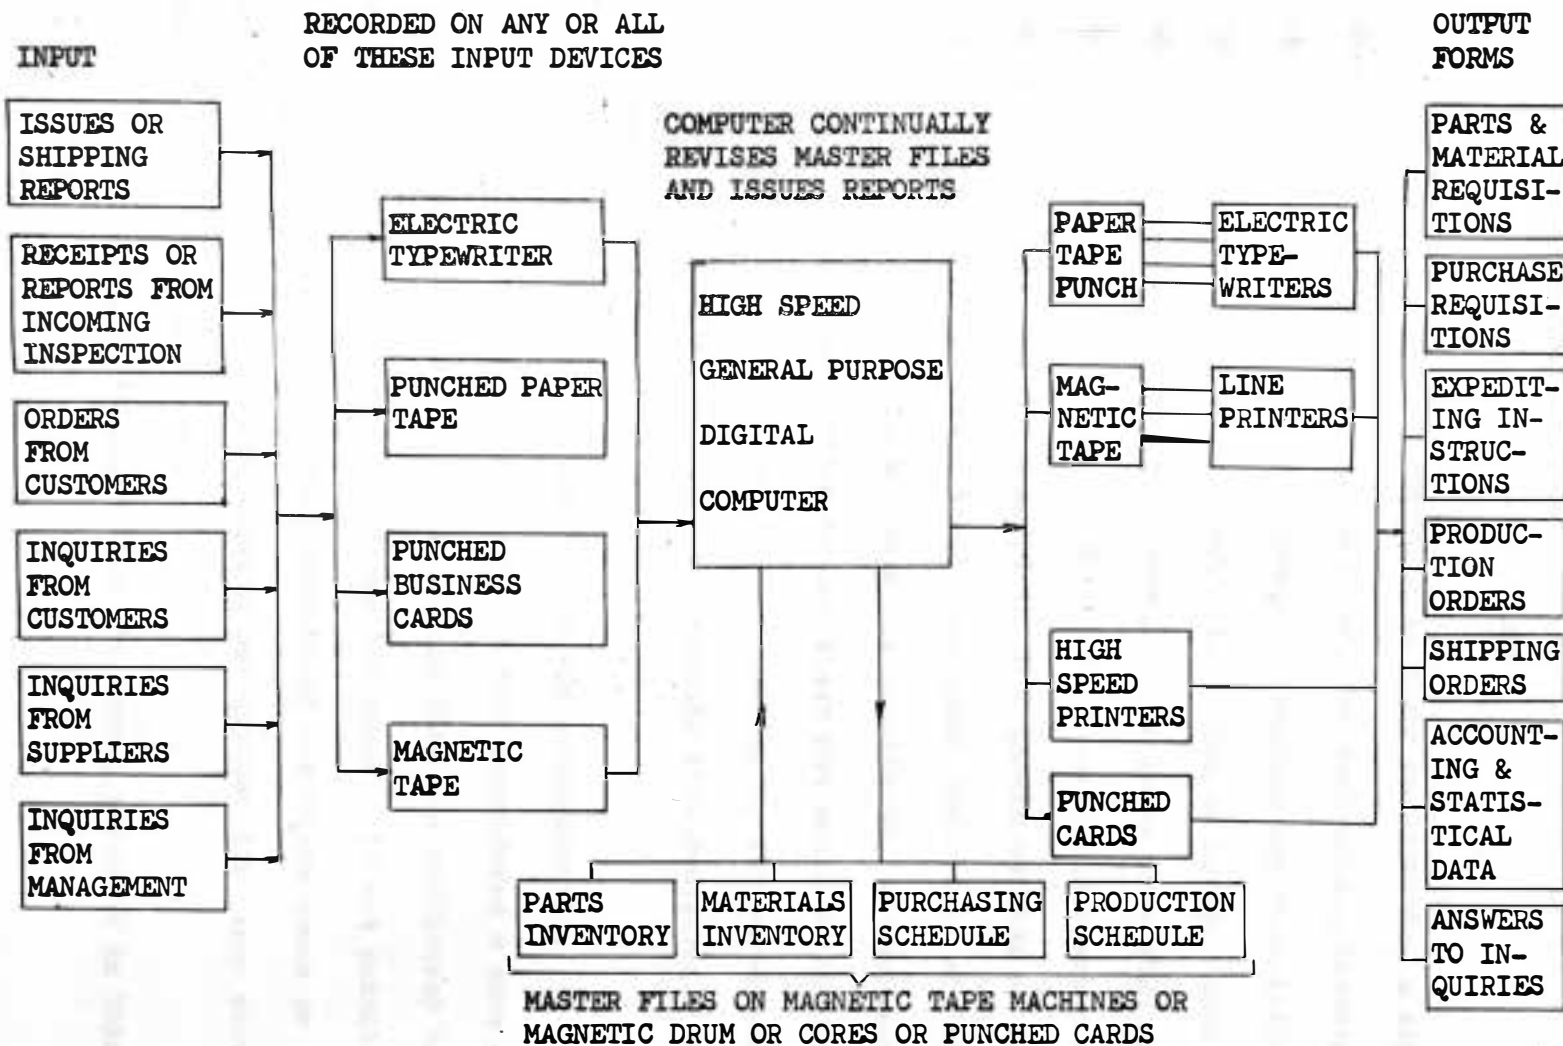 INPUT
RECORDED ON ANY OR ALL
OF THESE INPUT DEVICES
OUTPUT
FORMS
ISSUES OR
SHIPPING
REPORTS
RECEIPTS OR
REPORTS FROM
INCOMING
INSPECTION
ORDERS
FROM
CUSTOMERS
INQUIRIES
FROM
CUSTOMERS
INQUIRIES
FROM
SUPPLIERS
INQUIRIES
FROM
MANAGEMENT
ELECTRIC
TYPEWRITER
PUNCHED PAPER
TAPE
PUNCHED
BUSINESS
CARDS
MAGNETIC
TAPE
COMPUTER CONTINUALLY
REVISES MASTER FILES
AND ISSUES REPORTS
HIGH SPEED
GENERAL PURPOSE
DIGITAL
COMPUTER
PAPER
TAPE
PUNCH
ELECTRIC
TYPE-
WRITERS
MAG-
NETIC
TAPE
LINE
PRINTERS
HIGH
SPEED
PRINTERS
PUNCHED
CARDS
PARTS &
MATERIAL
REQUISI-
TIONS
PURCHASE
REQUISI-
TIONS
EXPEDIT-
ING IN-
STRUC-
TIONS
PRODUC-
TION
ORDERS
SHIPPING
ORDERS
ACCOUNT-
ING &
STATIS-
TICAL
DATA
ANSWERS
TO IN-
QUIRIES
PARTS
INVENTORY
MATERIALS
INVENTORY
PURCHASING
SCHEDULE
PRODUCTION
SCHEDULE
MASTER FILES ON MAGNETIC TAPE MACHINES OR
MAGNETIC DRUM OR CORES OR PUNCHED CARDS